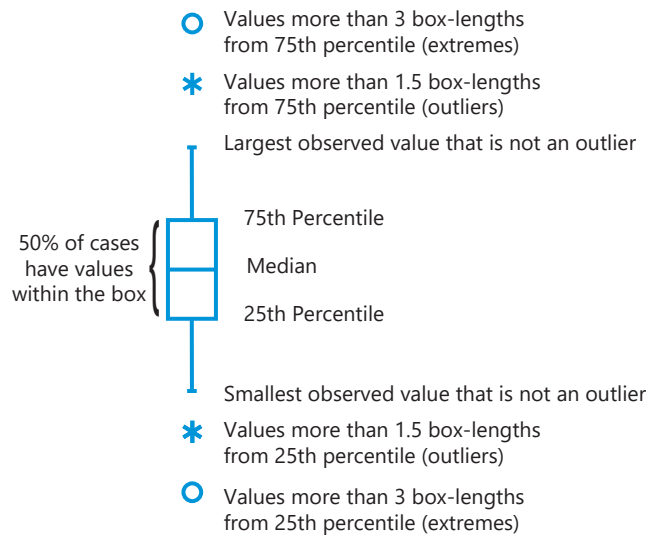 Values more than 3 box-lengths
from 75th percentile (extremes)
Values more than 1.5 box-lengths
from 75th percentile (outliers)
Largest observed value that is not an outlier
75th Percentile
50% of cases
have values
within the box
Median
25th Percentile
Smallest observed value that is not an outlier
Values more than 1.5 box-lengths
from 25th percentile (outliers)
Values more than 3 box-lengths
from 25th percentile (extremes)